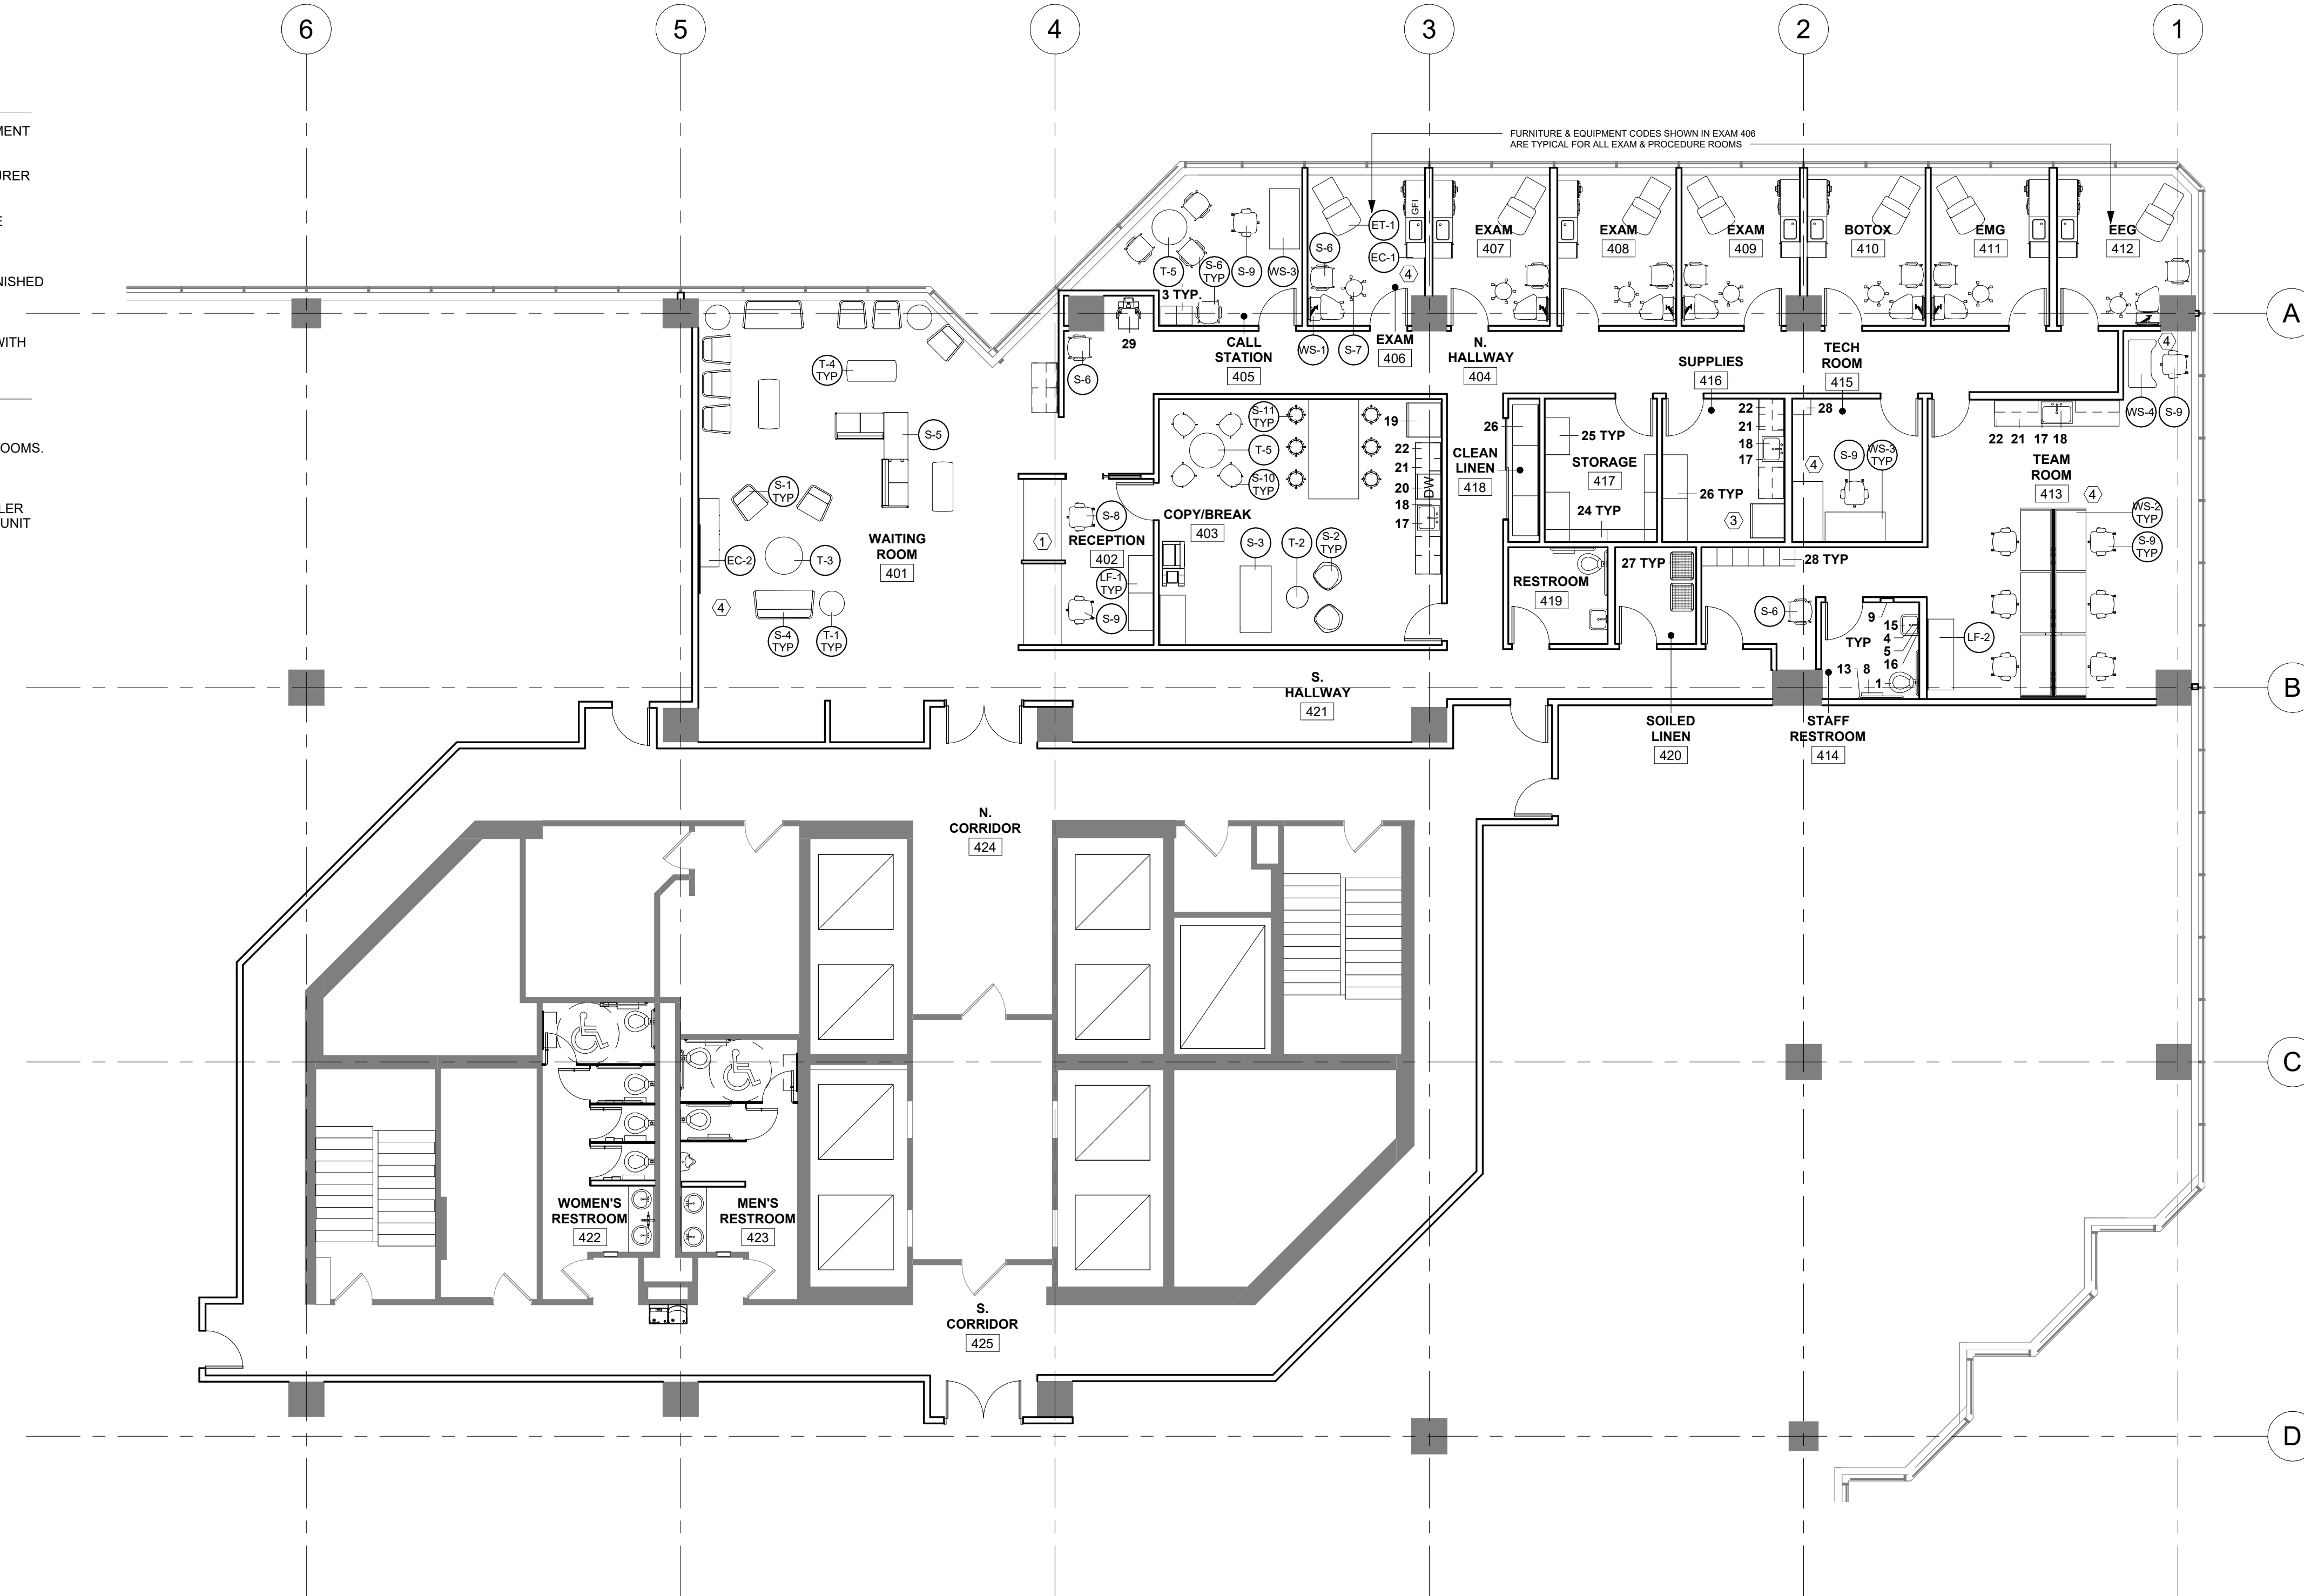 6
5
4
3
2
1
MENT
URER
E
NISHED
WITH
OOMS.
LER
UNIT
FURNITURE & EQUIPMENT CODES SHOWN IN EXAM 406
ARE TYPICAL FOR ALL EXAM & PROCEDURE ROOMS
A
B
C
D
T-5
S-6
TYP
S-9
WS-3
3 TYP.
S-6
ET-1
EC-1
GFI
4
WS-1
S-7
EXAM
406
EXAM
407
EXAM
408
EXAM
409
BOTOX
410
EMG
411
EEG
412
29
S-6
CALL
STATION
405
N.
HALLWAY
404
SUPPLIES
416
TECH
ROOM
415
4
WS-4
S-9
T-4
TYP
S-5
S-1
TYP
EC-2
T-3
WAITING
ROOM
401
4
S-4
TYP
T-1
TYP
1
S-8
RECEPTION
402
LF-1
TYP
S-9
S-11
TYP
T-5
S-10
TYP
COPY/BREAK
403
S-3
T-2
S-2
TYP
19
22
21
20
DW
18
17
26
CLEAN
LINEN
418
25 TYP
STORAGE
417
24 TYP
22
21
18
17
26 TYP
3
28
4
S-9
WS-3
TYP
22
21
17
18
TEAM
ROOM
413
4
WS-2
TYP
S-9
TYP
RESTROOM
419
27 TYP
28 TYP
S-6
9
15
TYP
4
5
16
13
8
1
LF-2
S.
HALLWAY
421
SOILED
LINEN
420
STAFF
RESTROOM
414
N.
CORRIDOR
424
WOMEN'S
RESTROOM
422
MEN'S
RESTROOM
423
S.
CORRIDOR
425